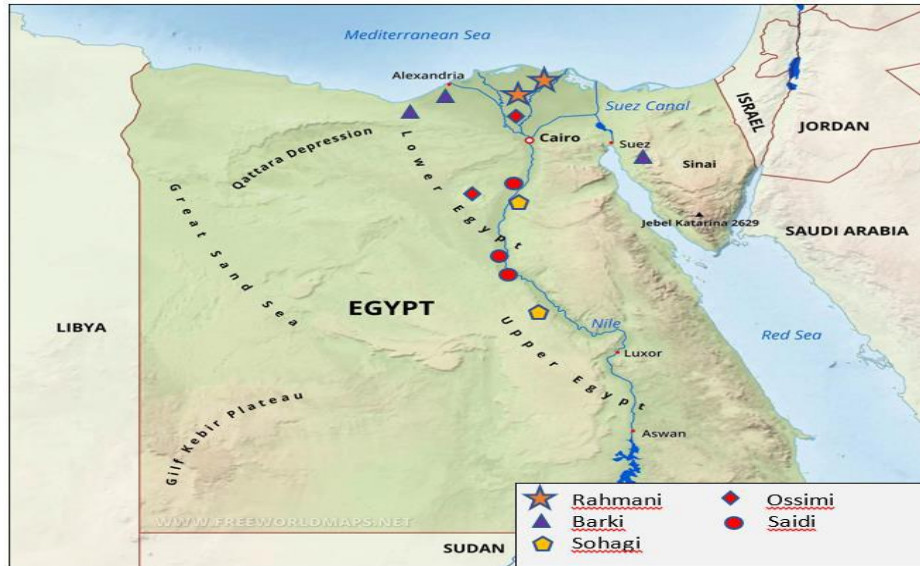 Mediterranean Sea
Alexandria
Suez Canal
ISRAEL
JORDAN
Cairo
Suez
Sinai
Qattara Depression
Lower Egypt
Jebel Katarina 2629
Great Sand Sea
SAUDI ARABIA
EGYPT
LIBYA
Nile
Red Sea
Upper Egypt
Luxor
Gilf Kebir Plateau
Aswan
Rahmani
Ossimi
Barki
Saidi
Sohagi
WWW.FREEWORLDMAPS.NET
SUDAN